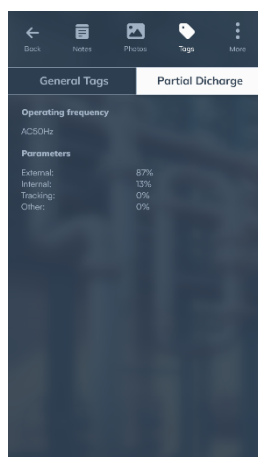 Back Notes Photos Tags More
General Tags Partial Dicharge
Operating frequency
AC50Hz
Parameters
External: 87%
Internal: 13%
Tracking: 0%
Other: 0%